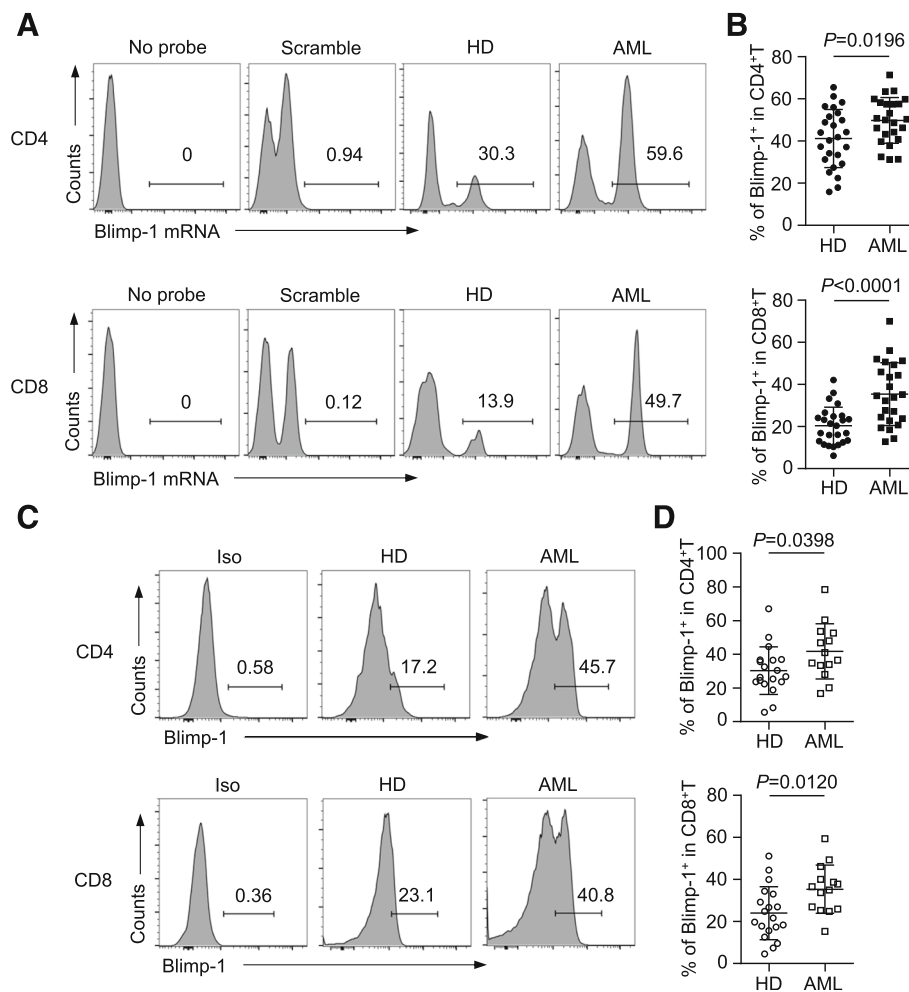 A
No probe Scramble HD AML
CD4
Counts
0 0.94 30.3 59.6
Blimp-1 mRNA
No probe Scramble HD AML
CD8
Counts
0 0.12 13.9 49.7
Blimp-1 mRNA
B
P=0.0196
% of Blimp-1⁺ in CD4⁺T
80
60
40
20
0
HD AML
P<0.0001
% of Blimp-1⁺ in CD8⁺T
80
60
40
20
0
HD AML
C
Iso HD AML
CD4
Counts
0.58 17.2 45.7
Blimp-1
Iso HD AML
CD8
Counts
0.36 23.1 40.8
Blimp-1
D
P=0.0398
% of Blimp-1⁺ in CD4⁺T
100
80
60
40
20
0
HD AML
P=0.0120
% of Blimp-1⁺ in CD8⁺T
80
60
40
20
0
HD AML